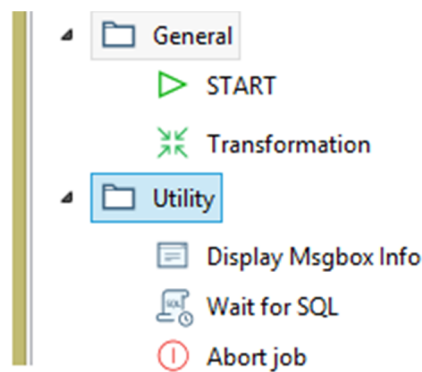 General
START
Transformation
Utility
Display Msgbox Info
Wait for SQL
Abort job